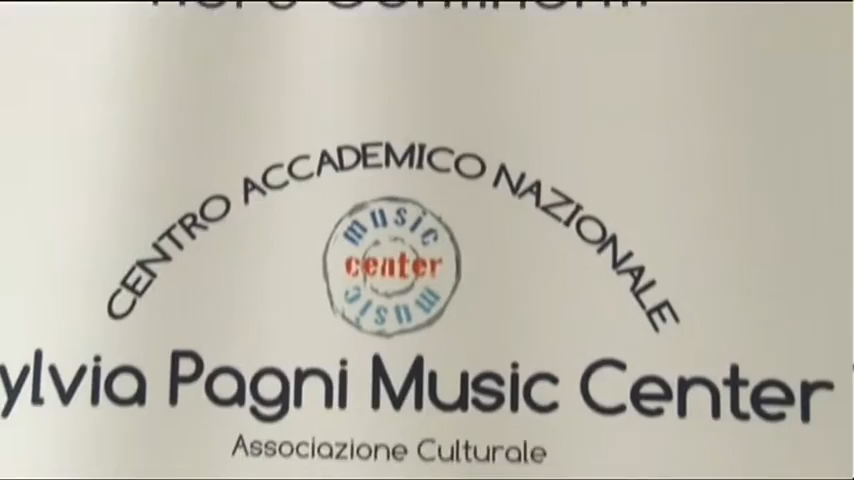 CENTRO ACCADEMICO NAZIONALE
music
center
music
ylvia Pagni Music Center
Associazione Culturale